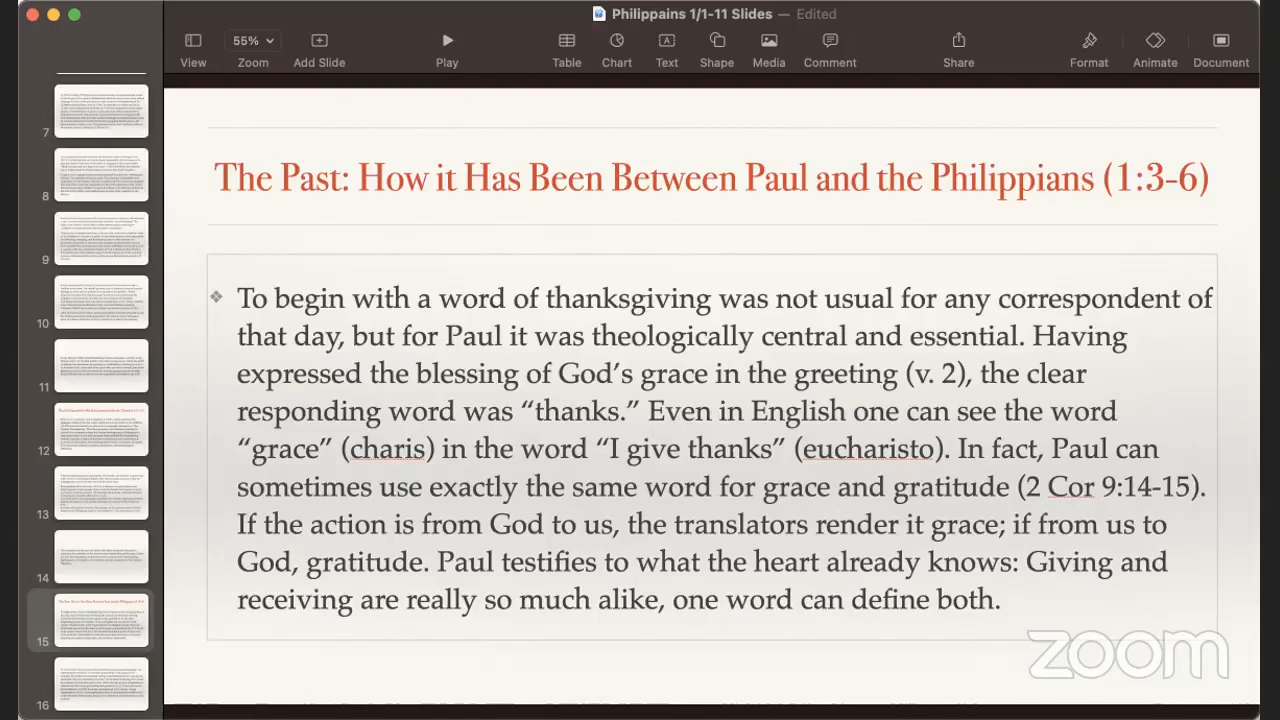 Philippains 1/1-11 Slides — Edited
55%
View
Zoom
Add Slide
Play
Table
Chart
Text
Shape
Media
Comment
Share
Format
Animate
Document
7
8
9
10
11
12
13
14
15
16
The Past: How it Has Been Between Paul and the Philippians (1:3-6)
❖ To begin with a word of thanksgiving was not usual for any correspondent of
that day, but for Paul it was theologically central and essential. Having
expressed the blessing of God’s grace in the greeting (v. 2), the clear
responding word was “thanks.” Even in English one can see the word
“grace” (charis) in the word “I give thanks” (eucharisto). In fact, Paul can
sometimes use exactly the same word for grace and gratitude (2 Cor 9:14-15).
If the action is from God to us, the translators render it grace; if from us to
God, gratitude. Paul testifies to what the heart already knows: Giving and
receiving are really so much alike, one word can define both.
zoom